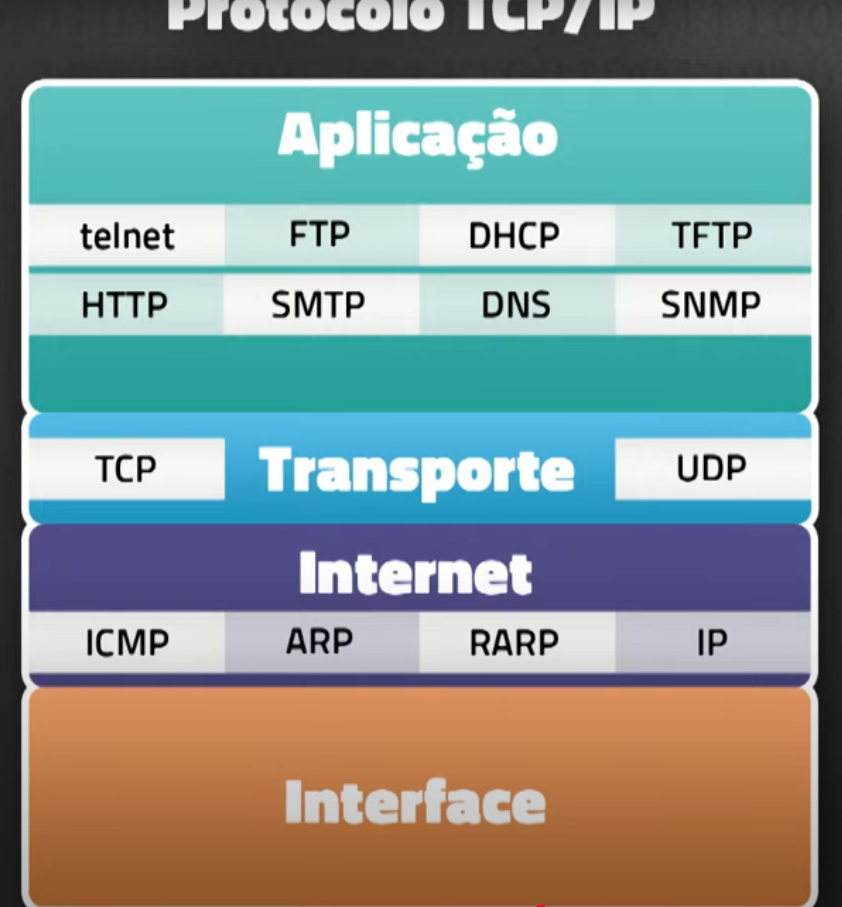 Protocolo TCP/IP
Aplicação
telnet FTP DHCP TFTP
HTTP SMTP DNS SNMP
TCP Transporte UDP
Internet
ICMP ARP RARP IP
Interface